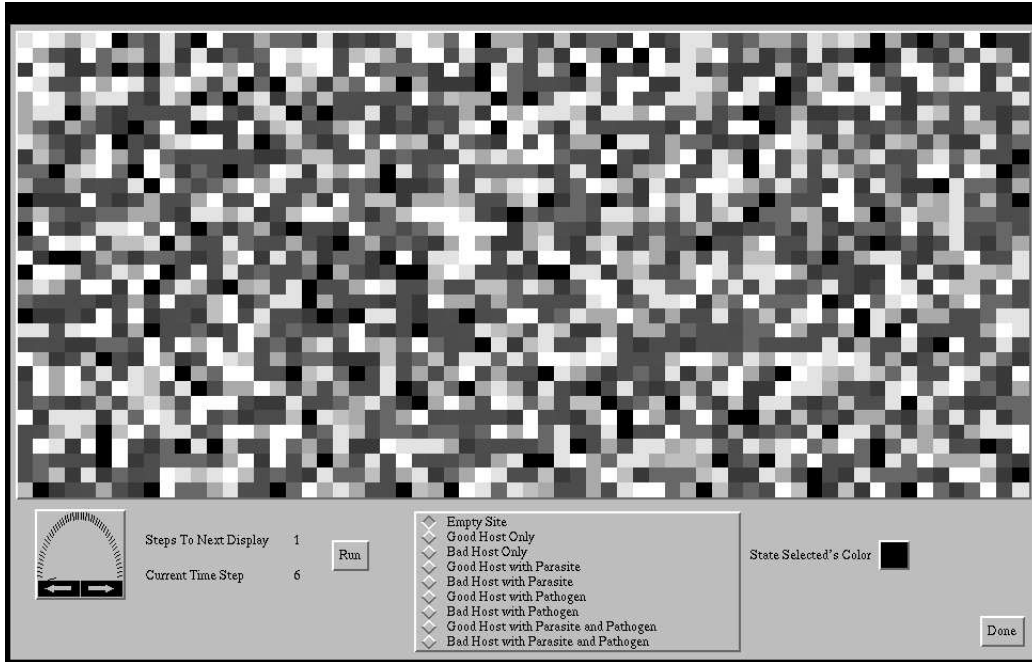 Steps To Next Display 1
Current Time Step 6
Run
Empty Site
Good Host Only
Bad Host Only
Good Host with Parasite
Bad Host with Parasite
Good Host with Pathogen
Bad Host with Pathogen
Good Host with Parasite and Pathogen
Bad Host with Parasite and Pathogen
State Selected's Color
Done